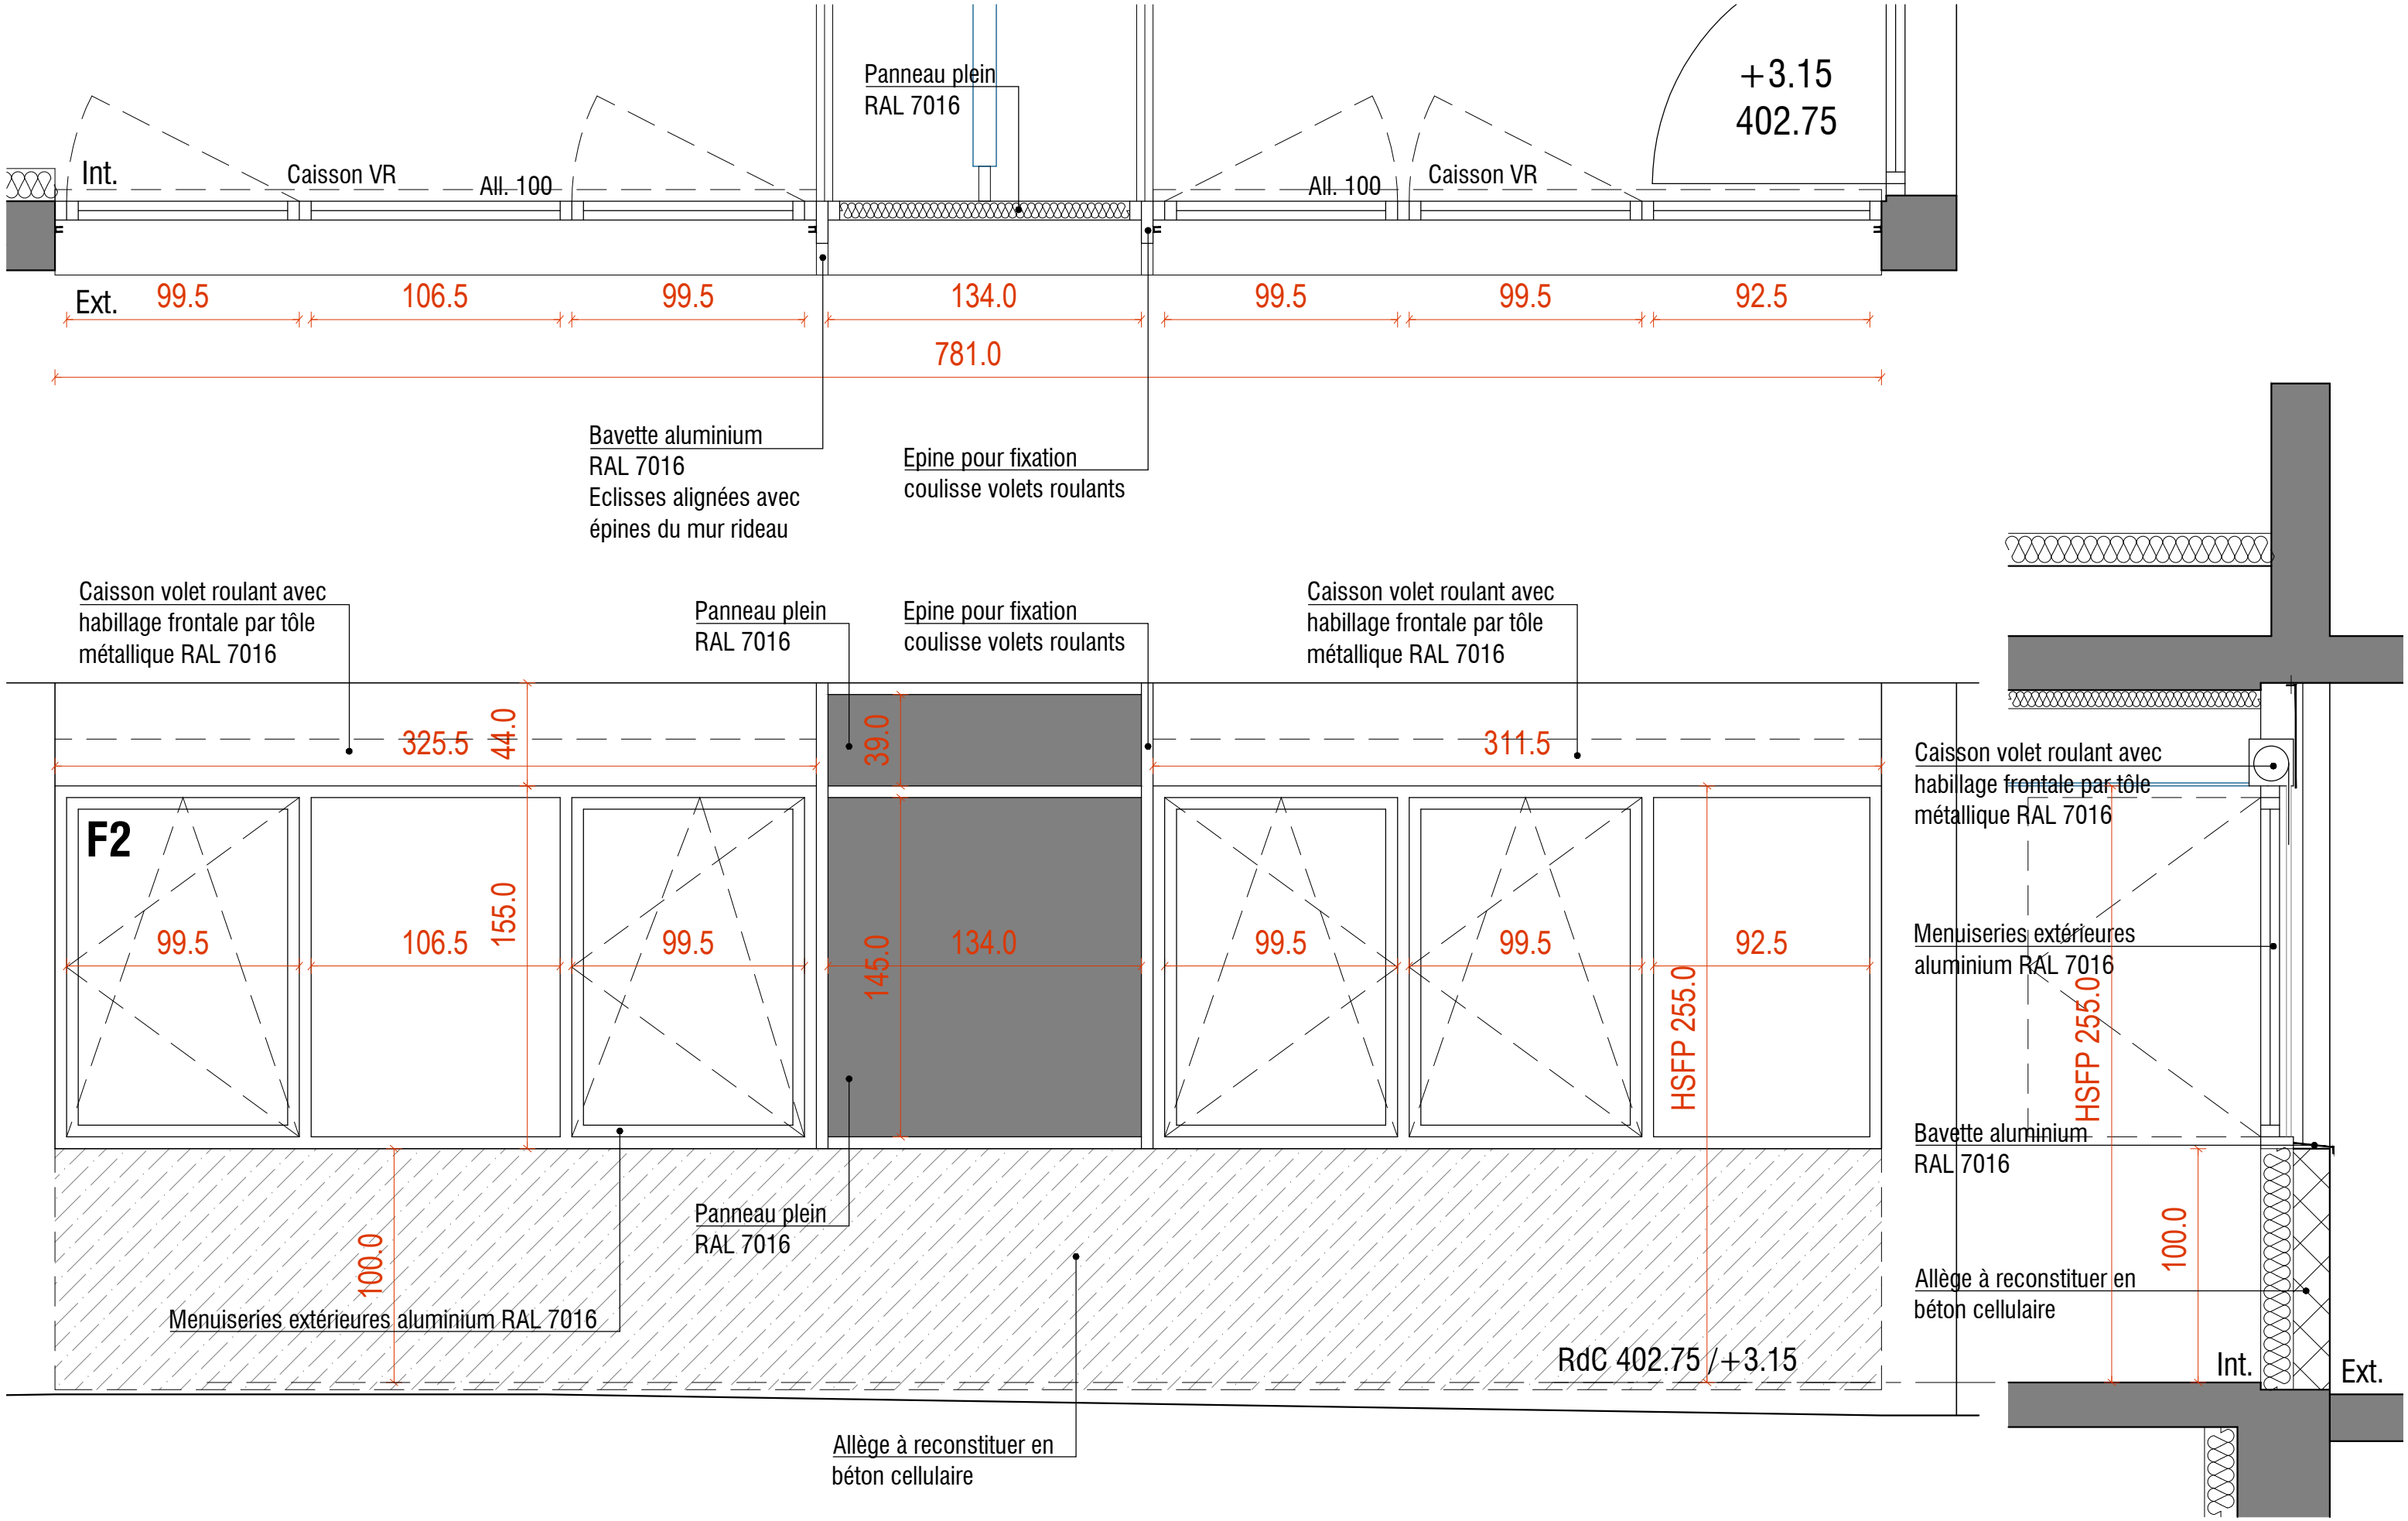 Panneau plein
RAL 7016
+3.15
402.75
Int.
Caisson VR
All. 100
All. 100
Caisson VR
Ext.
99.5
106.5
99.5
134.0
99.5
99.5
92.5
781.0
Bavette aluminium
RAL 7016
Eclisses alignées avec
épines du mur rideau
Epine pour fixation
coulisse volets roulants
Caisson volet roulant avec
habillage frontale par tôle
métallique RAL 7016
Panneau plein
RAL 7016
Epine pour fixation
coulisse volets roulants
Caisson volet roulant avec
habillage frontale par tôle
métallique RAL 7016
325.5
44.0
39.0
311.5
F2
155.0
99.5
106.5
99.5
145.0
134.0
99.5
99.5
92.5
HSFP 255.0
Panneau plein
RAL 7016
100.0
Menuiseries extérieures aluminium RAL 7016
RdC 402.75 /+3.15
Allège à reconstituer en
béton cellulaire
Caisson volet roulant avec
habillage frontale par tôle
métallique RAL 7016
Menuiseries extérieures
aluminium RAL 7016
HSFP 255.0
Bavette aluminium
RAL 7016
100.0
Allège à reconstituer en
béton cellulaire
Int.
Ext.